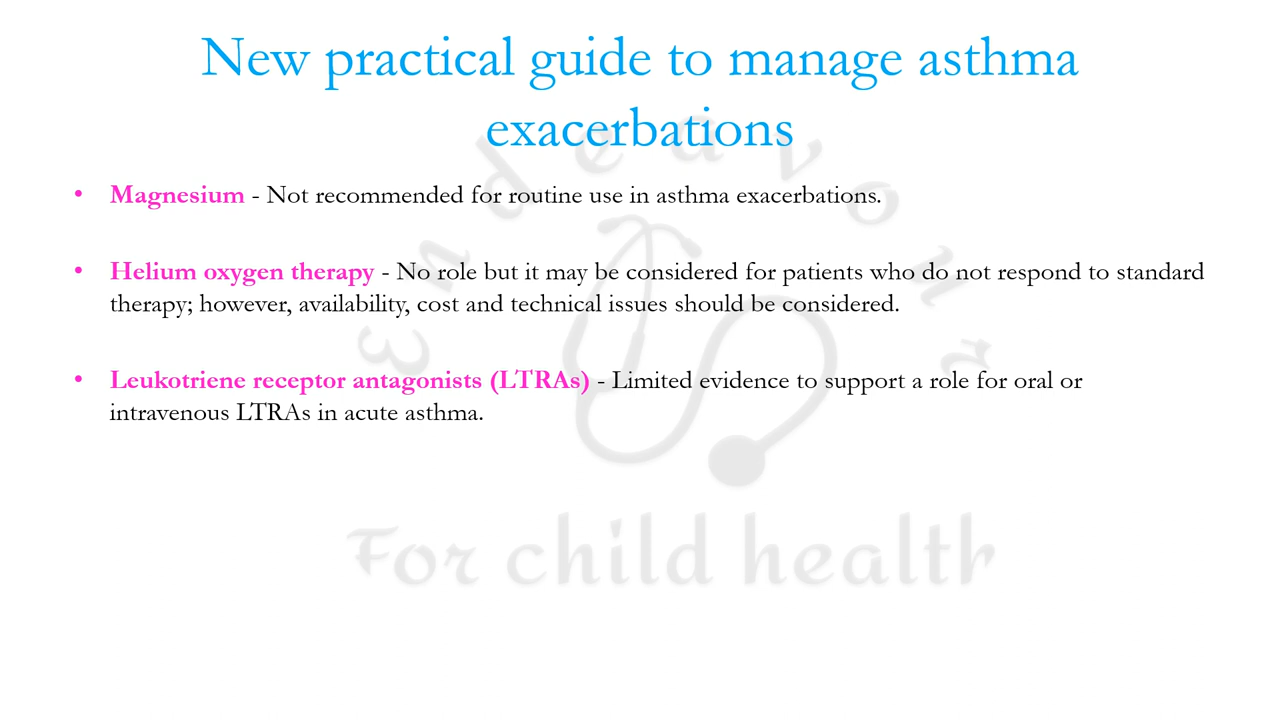 New practical guide to manage asthma
exacerbations
• Magnesium - Not recommended for routine use in asthma exacerbations.
• Helium oxygen therapy - No role but it may be considered for patients who do not respond to standard
therapy; however, availability, cost and technical issues should be considered.
• Leukotriene receptor antagonists (LTRAs) - Limited evidence to support a role for oral or
intravenous LTRAs in acute asthma.
Endeavour
For child health